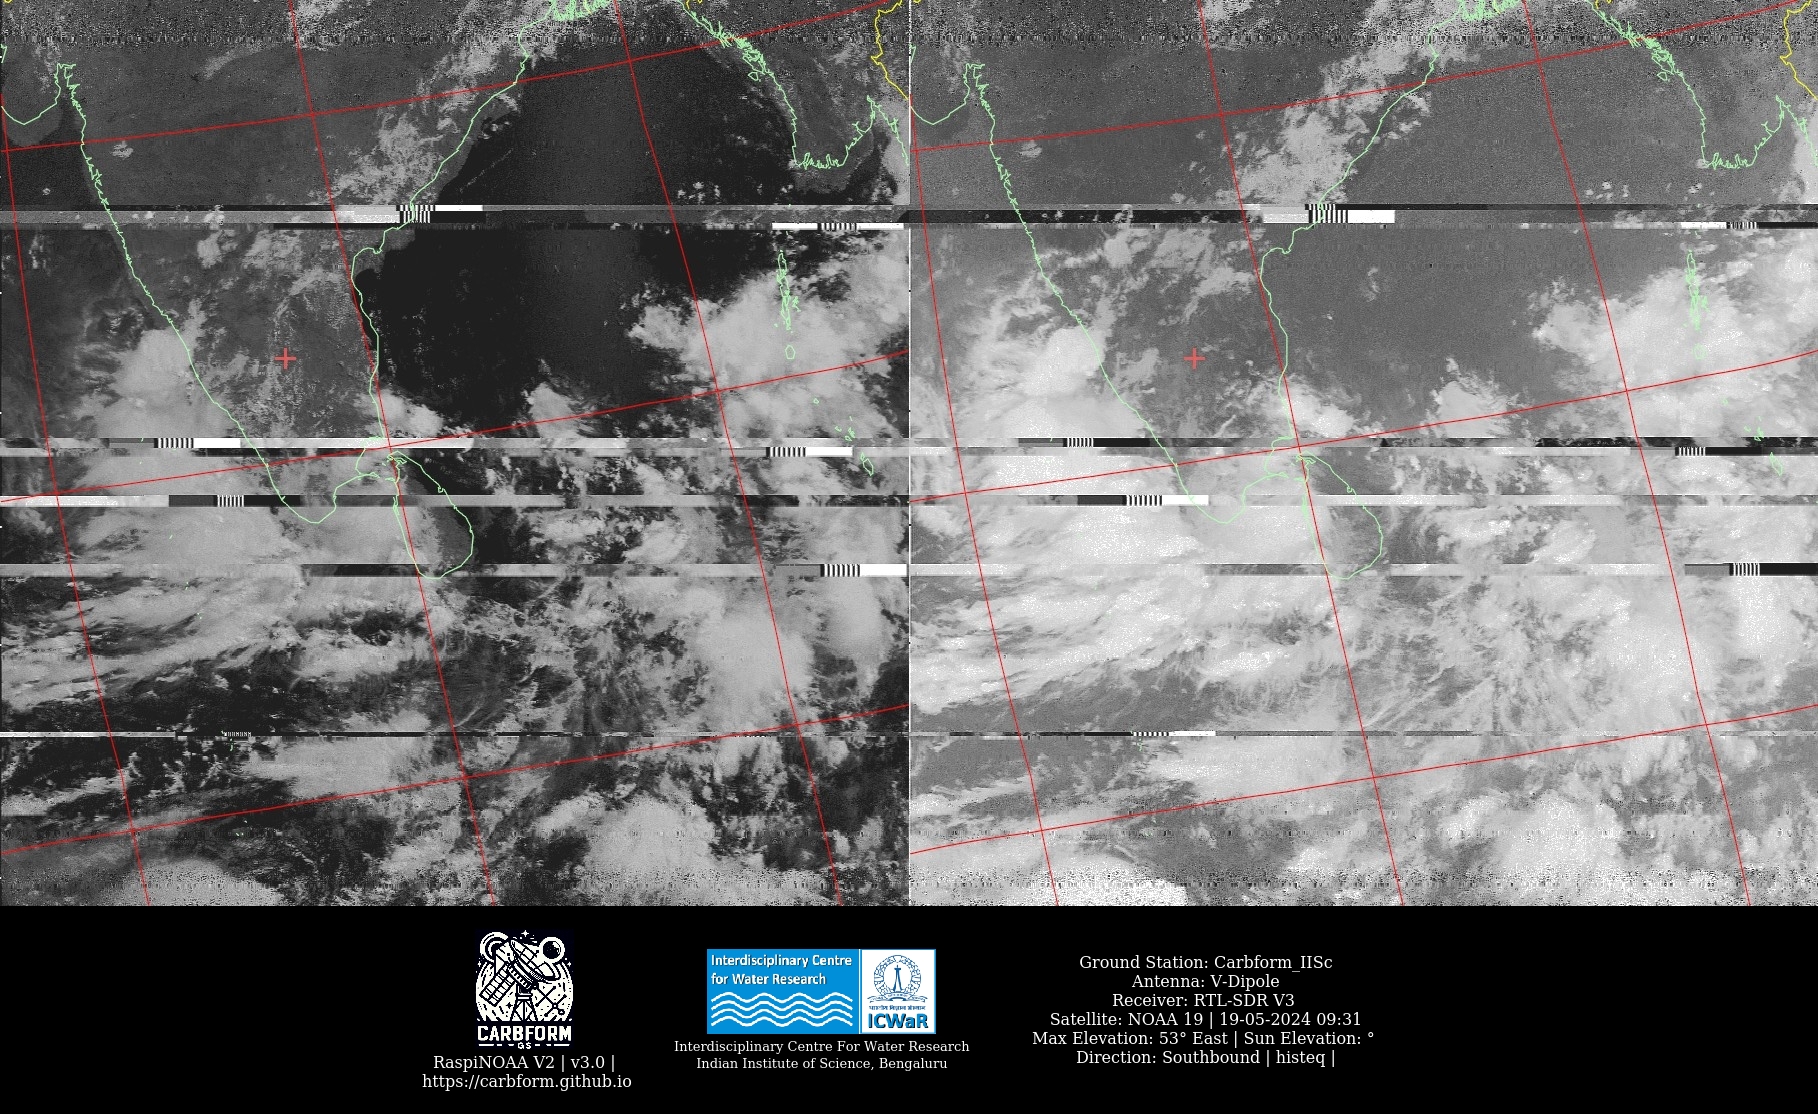 CARBFORM
GS
RaspiNOAA V2 | v3.0 |
https://carbform.github.io
Interdisciplinary Centre
for Water Research
ICWaR
Interdisciplinary Centre For Water Research
Indian Institute of Science, Bengaluru
Ground Station: Carbform_IISc
Antenna: V-Dipole
Receiver: RTL-SDR V3
Satellite: NOAA 19 | 19-05-2024 09:31
Max Elevation: 53° East | Sun Elevation: °
Direction: Southbound | histeq |